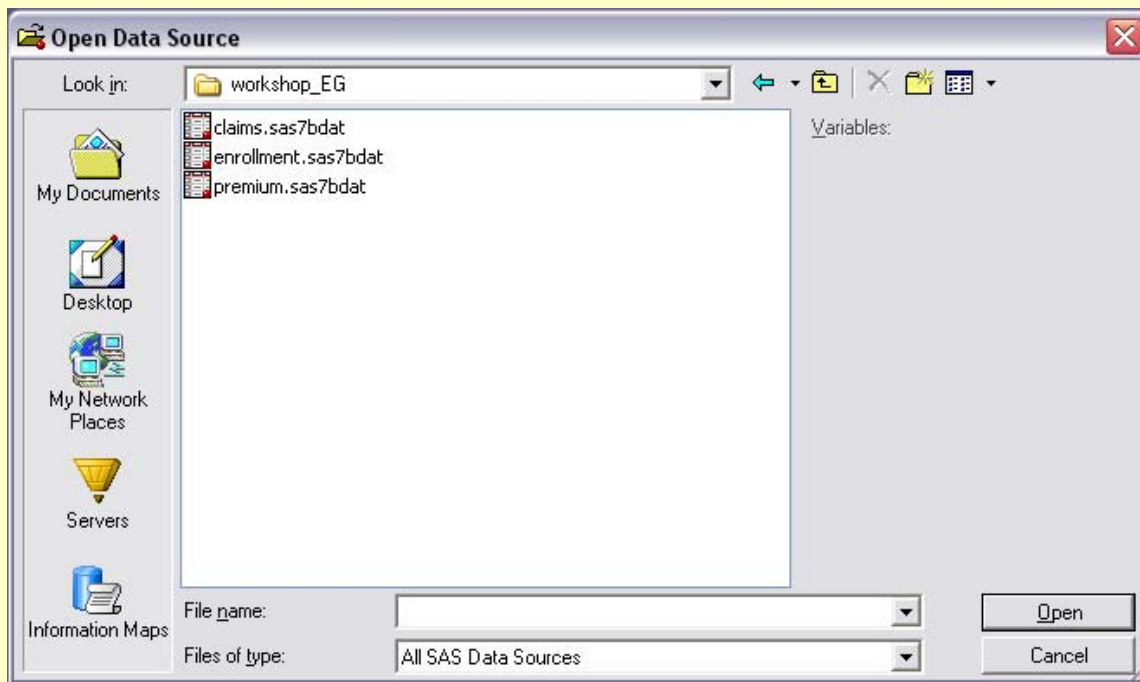 Open Data Source
Look in:
workshop_EG
claims.sas7bdat
enrollment.sas7bdat
premium.sas7bdat
Variables:
My Documents
Desktop
My Network
Places
Servers
Information Maps
File name:
Open
Files of type:
All SAS Data Sources
Cancel